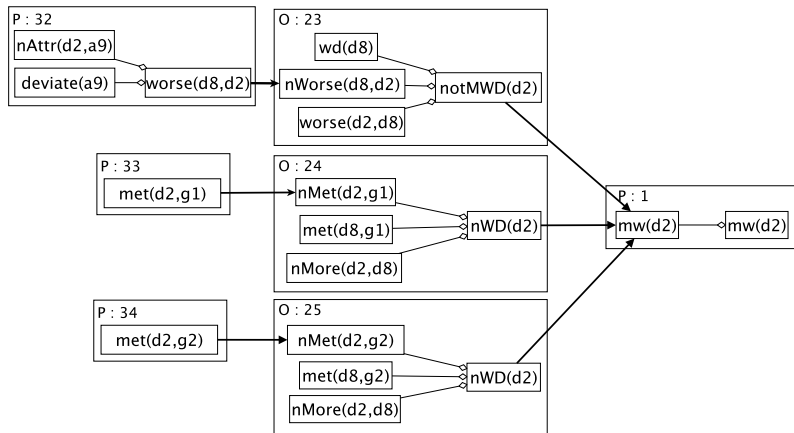 P : 32
nAttr(d2,a9)
deviate(a9)
worse(d8,d2)
O : 23
wd(d8)
nWorse(d8,d2)
worse(d2,d8)
notMWD(d2)
P : 33
met(d2,g1)
O : 24
nMet(d2,g1)
met(d8,g1)
nMore(d2,d8)
nWD(d2)
P : 1
mw(d2)
mw(d2)
P : 34
met(d2,g2)
O : 25
nMet(d2,g2)
met(d8,g2)
nMore(d2,d8)
nWD(d2)